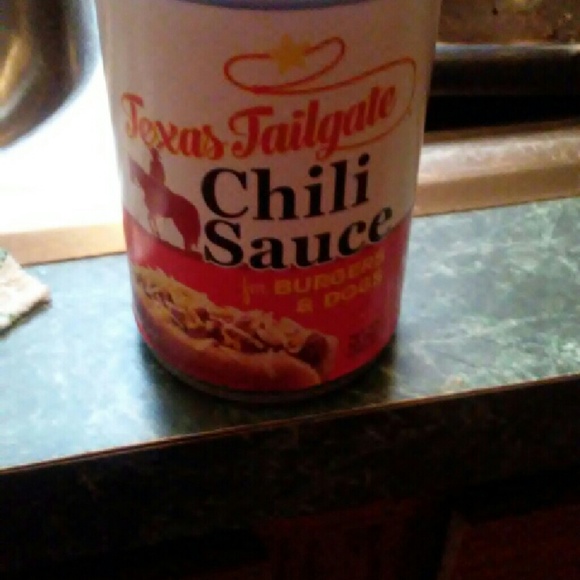 Texas Tailgate
Chili
Sauce
for BURGERS
& DOGS